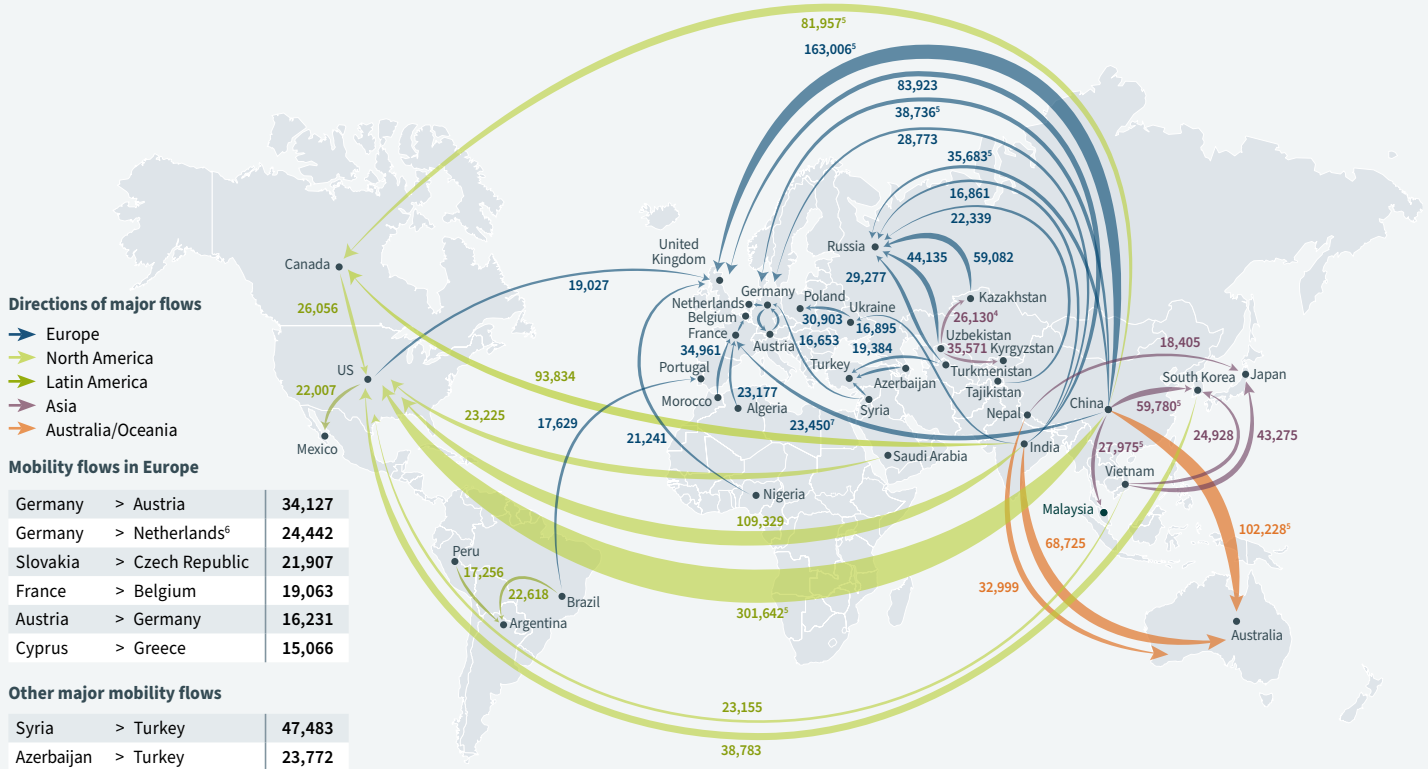 81,957⁵
163,006⁵
83,923
38,736⁵
28,773
35,683⁵
16,861
22,339
United
Kingdom
Russia
44,135
59,082
Canada
29,277
19,027
Germany
Netherlands
Poland
Kazakhstan
Directions of major flows
Europe
North America
Latin America
Asia
Australia/Oceania
26,056
Belgium
30,903
Ukraine
26,130⁴
16,895
France
Uzbekistan
Austria
16,653
19,384
35,571
Kyrgyzstan
18,405
34,961
US
Portugal
Turkey
Turkmenistan
93,834
Azerbaijan
Tajikistan
South Korea
Japan
22,007
23,177
Morocco
Algeria
Syria
Nepal
China
59,780⁵
23,225
17,629
21,241
23,450⁷
24,928
43,275
Mexico
India
27,975⁵
Saudi Arabia
Vietnam
Nigeria
Malaysia
109,329
68,725
102,228⁵
Peru
17,256
22,618
Brazil
32,999
301,642⁵
Argentina
Australia
23,155
38,783
Mobility flows in Europe
Germany > Austria 34,127
Germany > Netherlands⁶ 24,442
Slovakia > Czech Republic 21,907
France > Belgium 19,063
Austria > Germany 16,231
Cyprus > Greece 15,066
Other major mobility flows
Syria > Turkey 47,483
Azerbaijan > Turkey 23,772